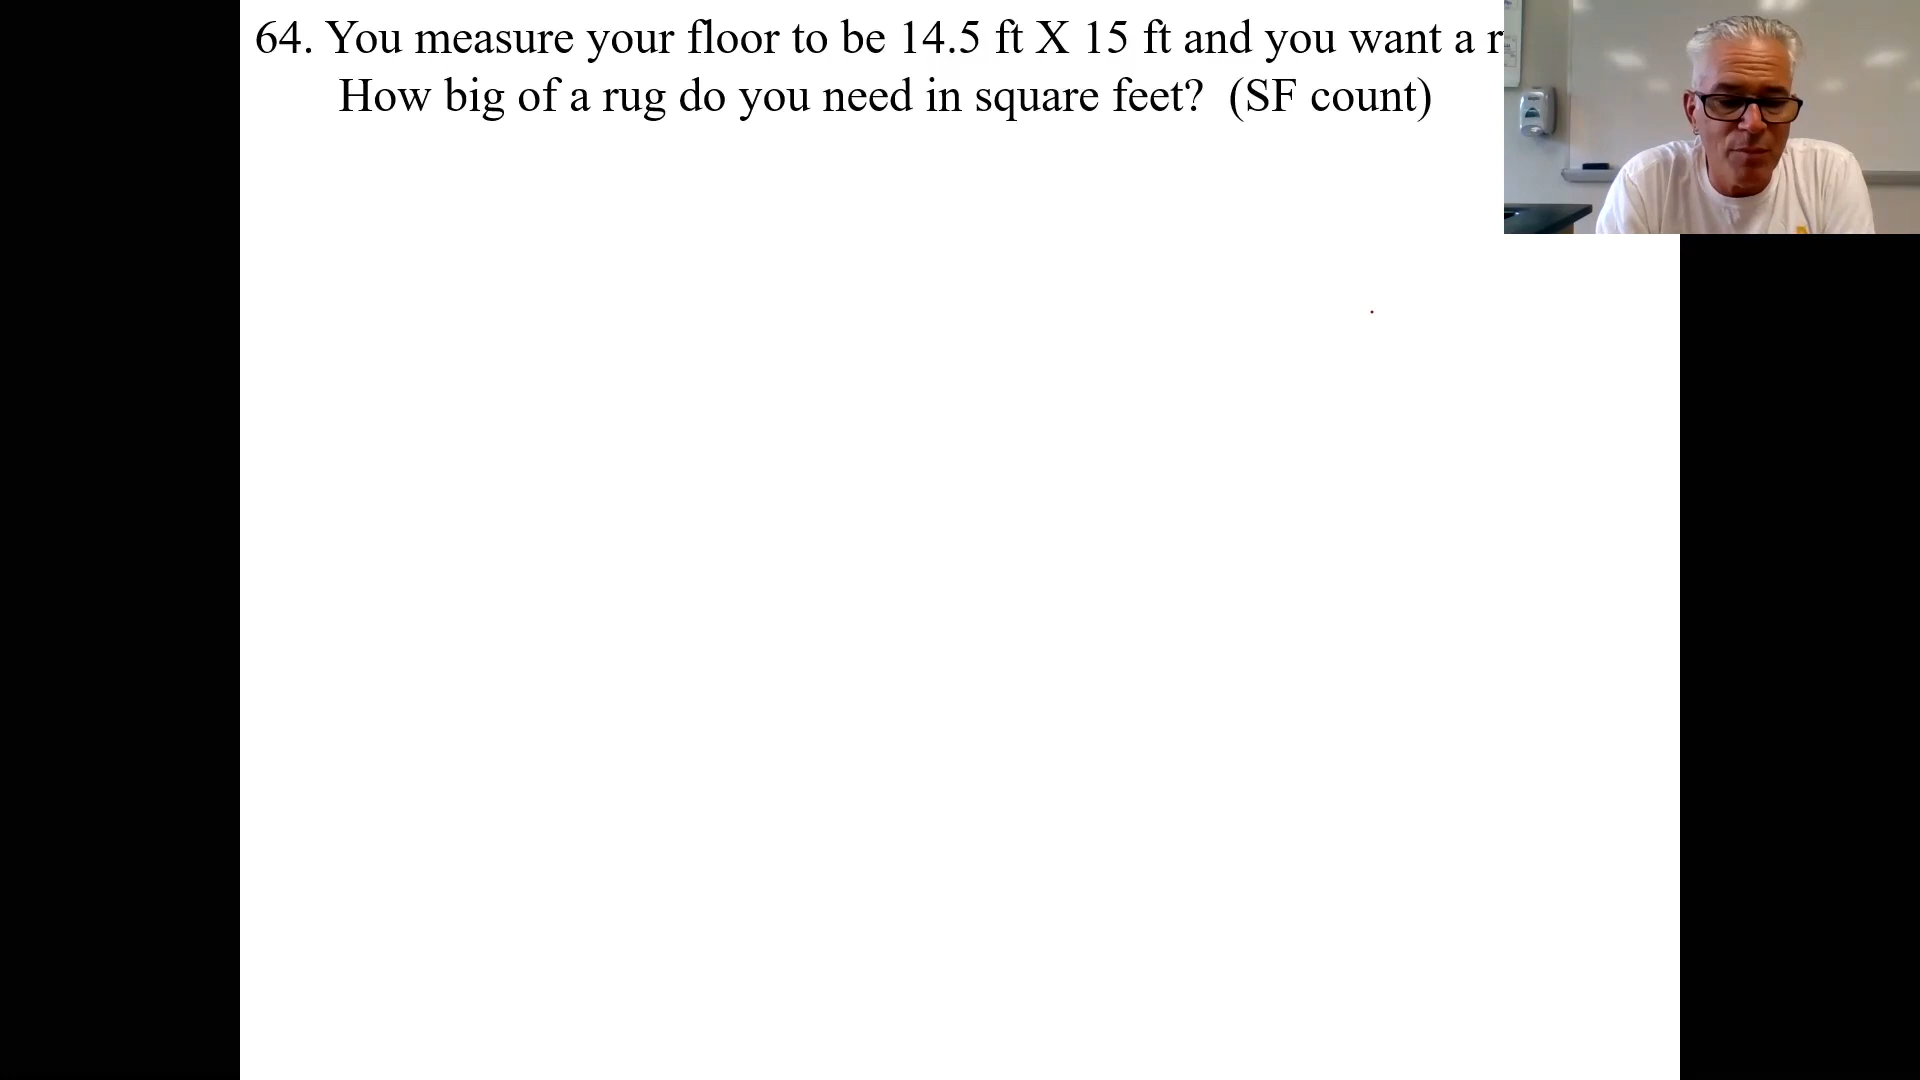 64. You measure your floor to be 14.5 ft X 15 ft and you want a
How big of a rug do you need in square feet? (SF count)